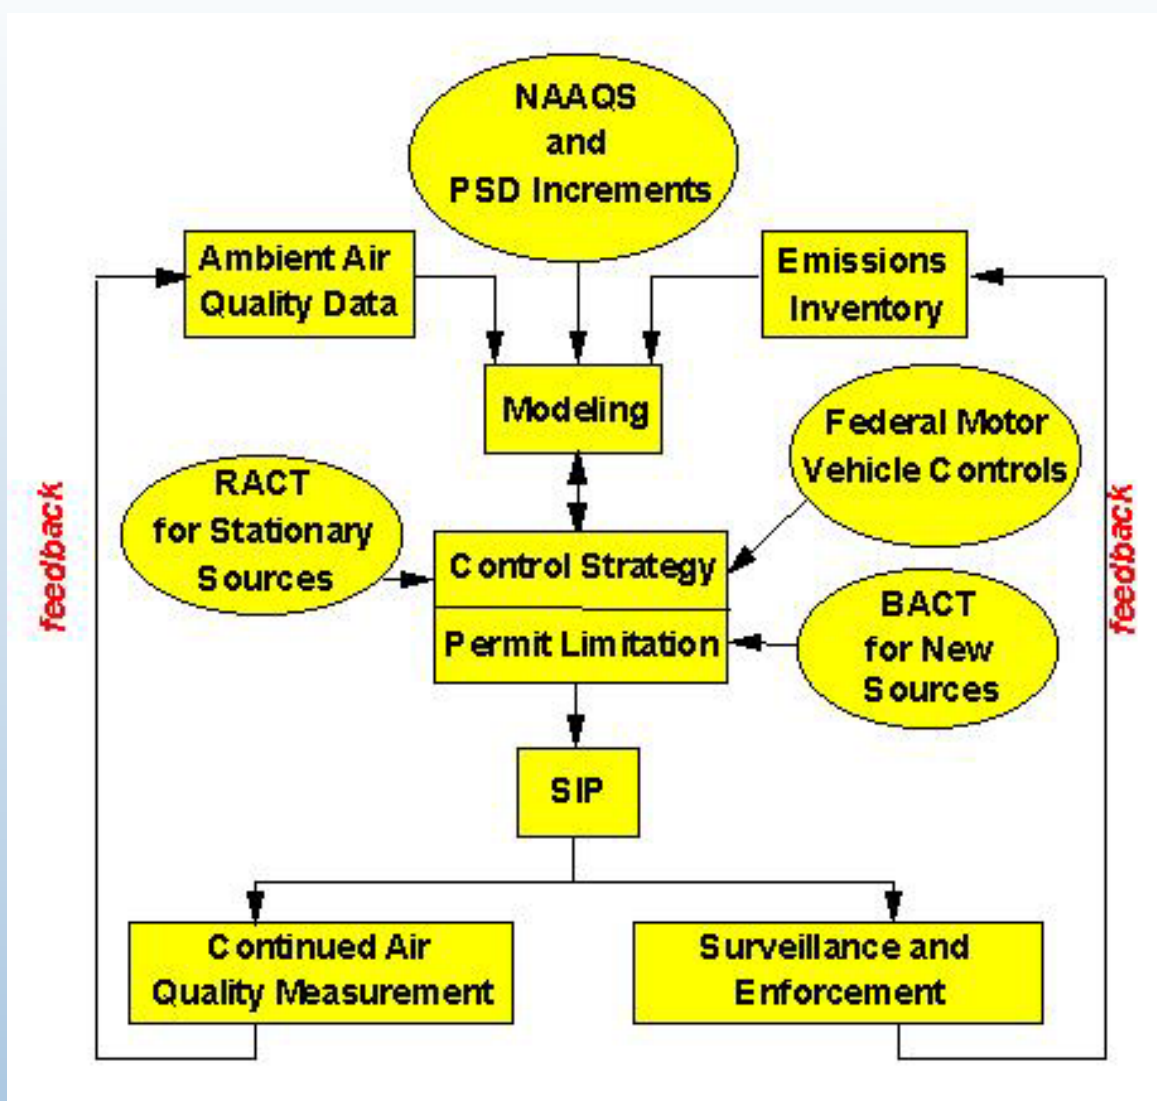 NAAQS
and
PSD Increments
Ambient Air
Quality Data
Emissions
Inventory
Modeling
Federal Motor
Vehicle Controls
RACT
for Stationary
Sources
feedback
feedback
Control Strategy
Permit Limitation
BACT
for New
Sources
SIP
Continued Air
Quality Measurement
Surveillance and
Enforcement